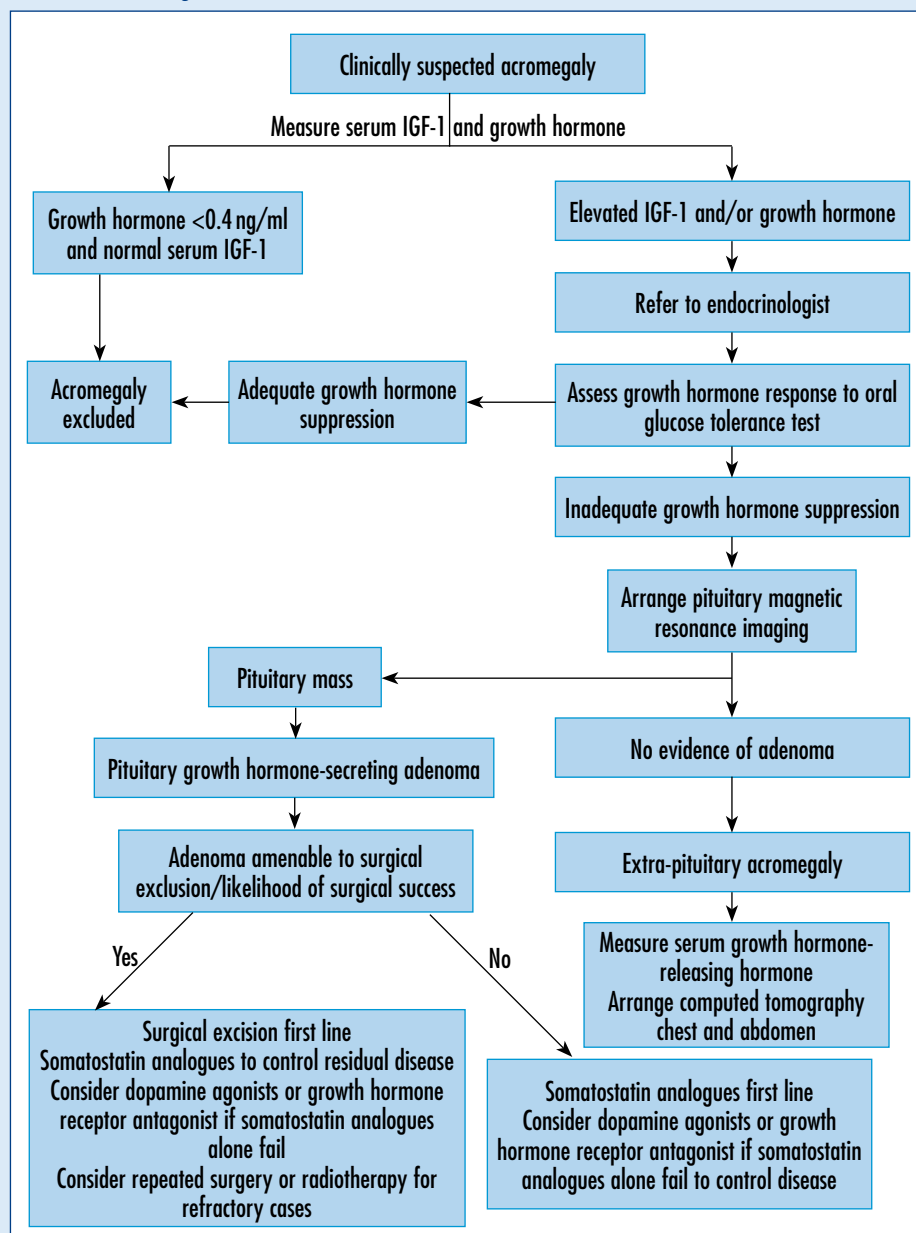 Clinically suspected acromegaly
Measure serum IGF-1 and growth hormone
Growth hormone <0.4 ng/ml
and normal serum IGF-1
Elevated IGF-1 and/or growth hormone
Refer to endocrinologist
Acromegaly
excluded
Adequate growth hormone
suppression
Assess growth hormone response to oral
glucose tolerance test
Inadequate growth hormone suppression
Arrange pituitary magnetic
resonance imaging
Pituitary mass
No evidence of adenoma
Pituitary growth hormone-secreting adenoma
Adenoma amenable to surgical
exclusion/likelihood of surgical success
Extra-pituitary acromegaly
Measure serum growth hormone-
releasing hormone
Arrange computed tomography
chest and abdomen
Yes
No
Surgical excision first line
Somatostatin analogues to control residual disease
Consider dopamine agonists or growth hormone
receptor antagonist if somatostatin analogues
alone fail
Consider repeated surgery or radiotherapy for
refractory cases
Somatostatin analogues first line
Consider dopamine agonists or growth
hormone receptor antagonist if somatostatin
analogues alone fail to control disease